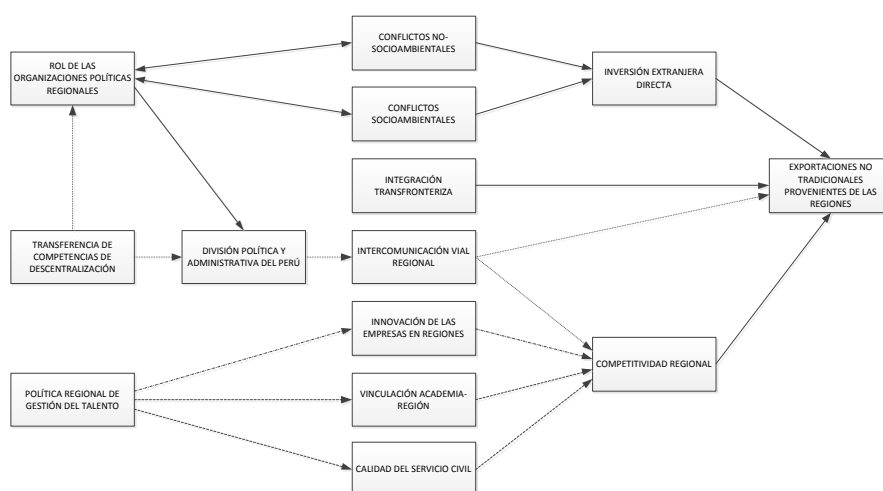 CONFLICTOS NO-
SOCIOAMBIENTALES
ROL DE LAS
ORGANIZACIONES POLÍTICAS
REGIONALES
INVERSIÓN EXTRANJERA
DIRECTA
CONFLICTOS
SOCIOAMBIENTALES
INTEGRACIÓN
TRANSFRONTERIZA
EXPORTACIONES NO
TRADICIONALES
PROVENIENTES DE LAS
REGIONES
TRANSFERENCIA DE
COMPETENCIAS DE
DESCENTRALIZACIÓN
DIVISIÓN POLÍTICA Y
ADMINISTRATIVA DEL PERÚ
INTERCOMUNICACIÓN VIAL
REGIONAL
INNOVACIÓN DE LAS
EMPRESAS EN REGIONES
COMPETITIVIDAD REGIONAL
POLÍTICA REGIONAL DE
GESTIÓN DEL TALENTO
VINCULACIÓN ACADEMIA-
REGIÓN
CALIDAD DEL SERVICIO CIVIL